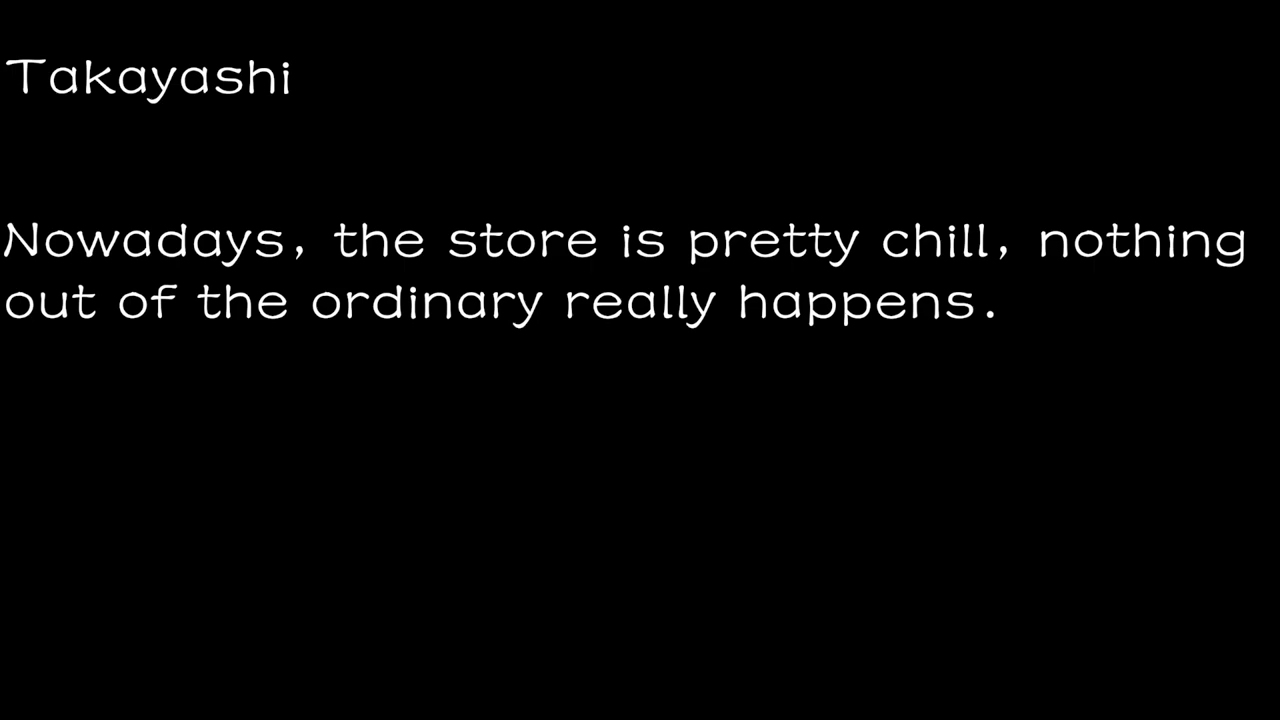 Takayashi
Nowadays, the store is pretty chill, nothing
out of the ordinary really happens.